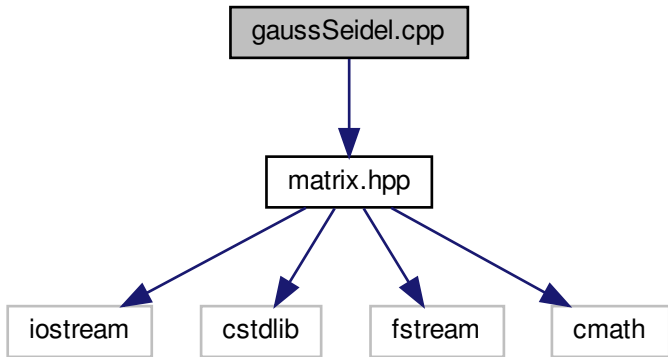 gaussSeidel.cpp
matrix.hpp
iostream
cstdlib
fstream
cmath